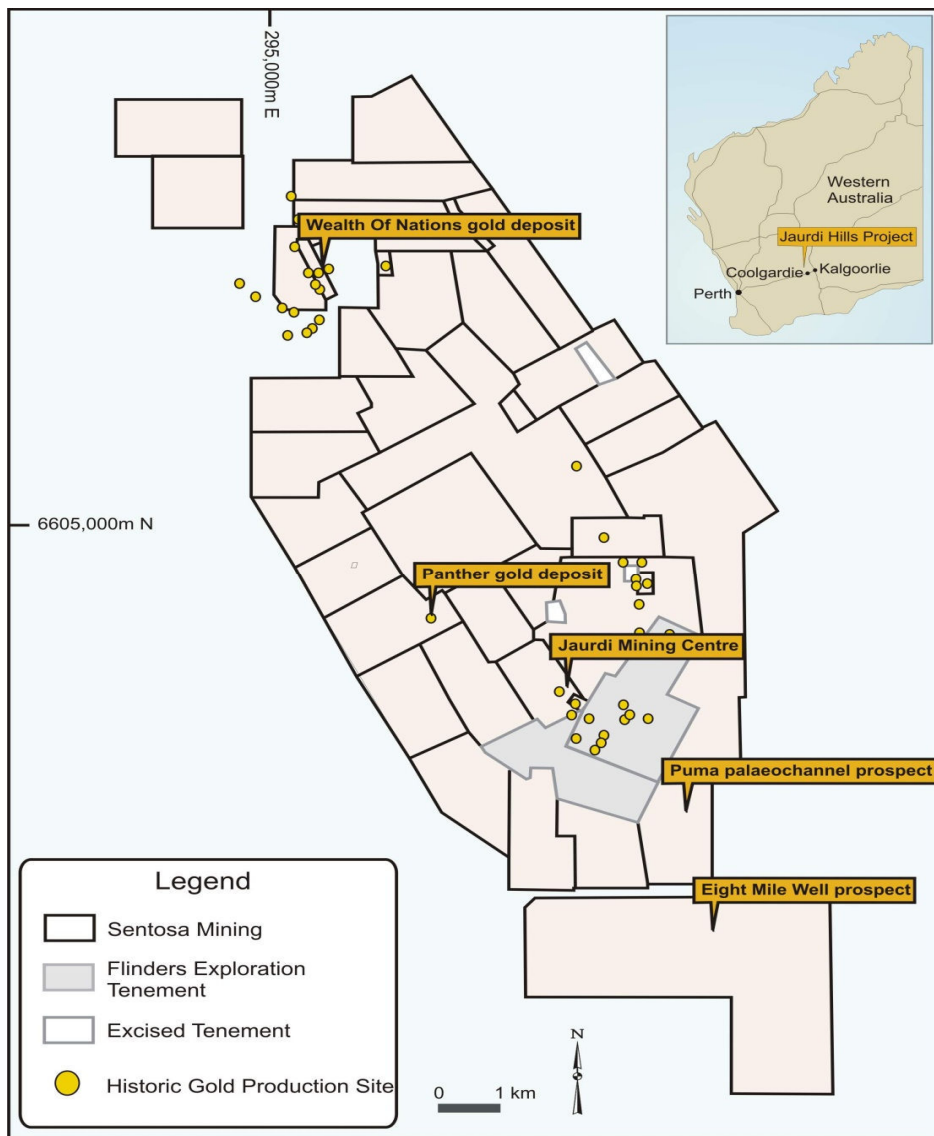 295,000m E
Western
Australia
Jaurdi Hills Project
Coolgardie
Kalgoorlie
Perth
Wealth Of Nations gold deposit
6605,000m N
Panther gold deposit
Jaurdi Mining Centre
Puma palaeochannel prospect
Eight Mile Well prospect
Legend
Sentosa Mining
Flinders Exploration
Tenement
Excised Tenement
Historic Gold Production Site
N
0 1 km